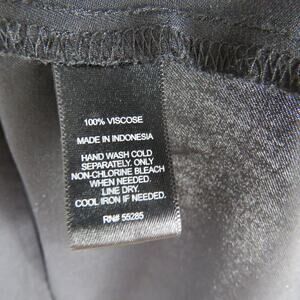 100% VISCOSE
MADE IN INDONESIA
HAND WASH COLD
SEPARATELY. ONLY
NON-CHLORINE BLEACH
WHEN NEEDED.
LINE DRY.
COOL IRON IF NEEDED.
RN# 55285